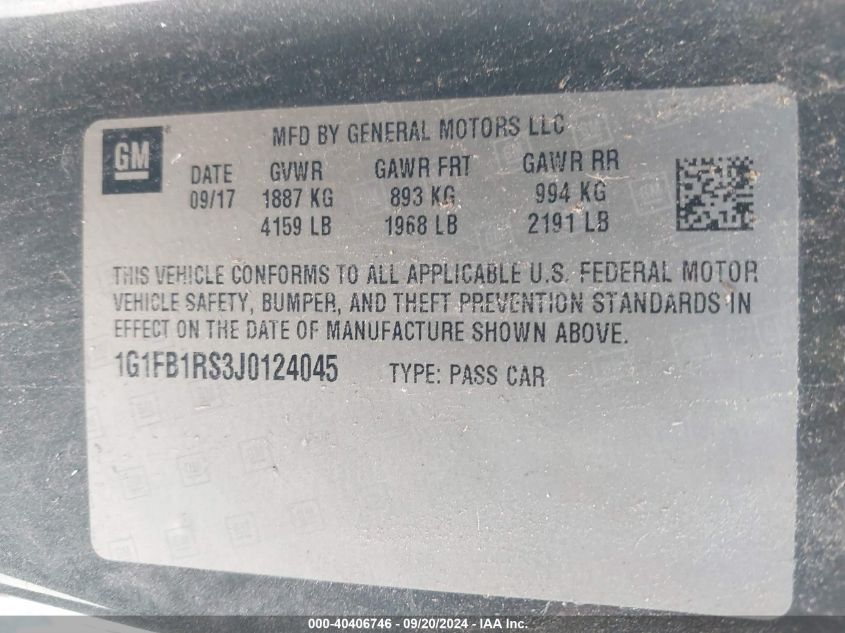 GM
MFD BY GENERAL MOTORS LLC
DATE GVWR GAWR FRT GAWR RR
09/17 1887 KG 893 KG 994 KG
4159 LB 1968 LB 2191 LB
THIS VEHICLE CONFORMS TO ALL APPLICABLE U.S. FEDERAL MOTOR
VEHICLE SAFETY, BUMPER, AND THEFT PREVENTION STANDARDS IN
EFFECT ON THE DATE OF MANUFACTURE SHOWN ABOVE.
1G1FB1RS3J0124045 TYPE: PASS CAR
000-40406746 - 09/20/2024 - IAA Inc.